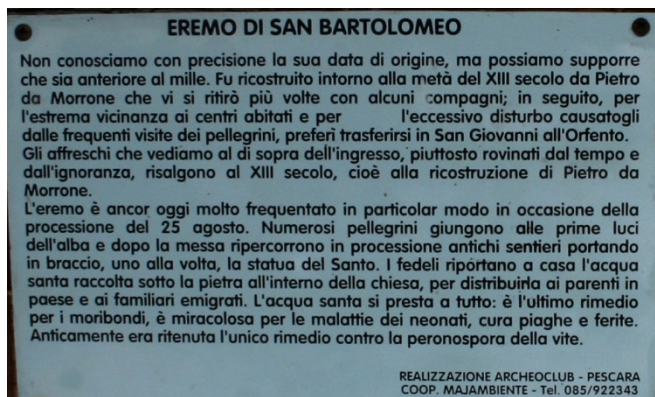 EREMO DI SAN BARTOLOMEO
Non conosciamo con precisione la sua data di origine, ma possiamo supporre
che sia anteriore al mille. Fu ricostruito intorno alla metà del XIII secolo da Pietro
da Morrone che vi si ritirò più volte con alcuni compagni; in seguito, per
l'estrema vicinanza ai centri abitati e per l'eccessivo disturbo causatogli
dalle frequenti visite dei pellegrini, preferì trasferirsi in San Giovanni all'Orfento.
Gli affreschi che vediamo al di sopra dell'ingresso, piuttosto rovinati dal tempo e
dall'ignoranza, risalgono al XIII secolo, cioè alla ricostruzione di Pietro da
Morrone.
L'eremo è ancor oggi molto frequentato in particolar modo in occasione della
processione del 25 agosto. Numerosi pellegrini giungono alle prime luci
dell'alba e dopo la messa ripercorrono in processione antichi sentieri portando
in braccio, uno alla volta, la statua del Santo. I fedeli riportano a casa l'acqua
santa raccolta sotto la pietra all'interno della chiesa, per distribuirla ai parenti in
paese e ai familiari emigrati. L'acqua santa si presta a tutto: è l'ultimo rimedio
per i moribondi, è miracolosa per le malattie dei neonati, cura piaghe e ferite.
Anticamente era ritenuta l'unico rimedio contro la peronospora della vite.
REALIZZAZIONE ARCHEOCLUB - PESCARA
COOP. MAJAMBIENTE - Tel. 085/922343